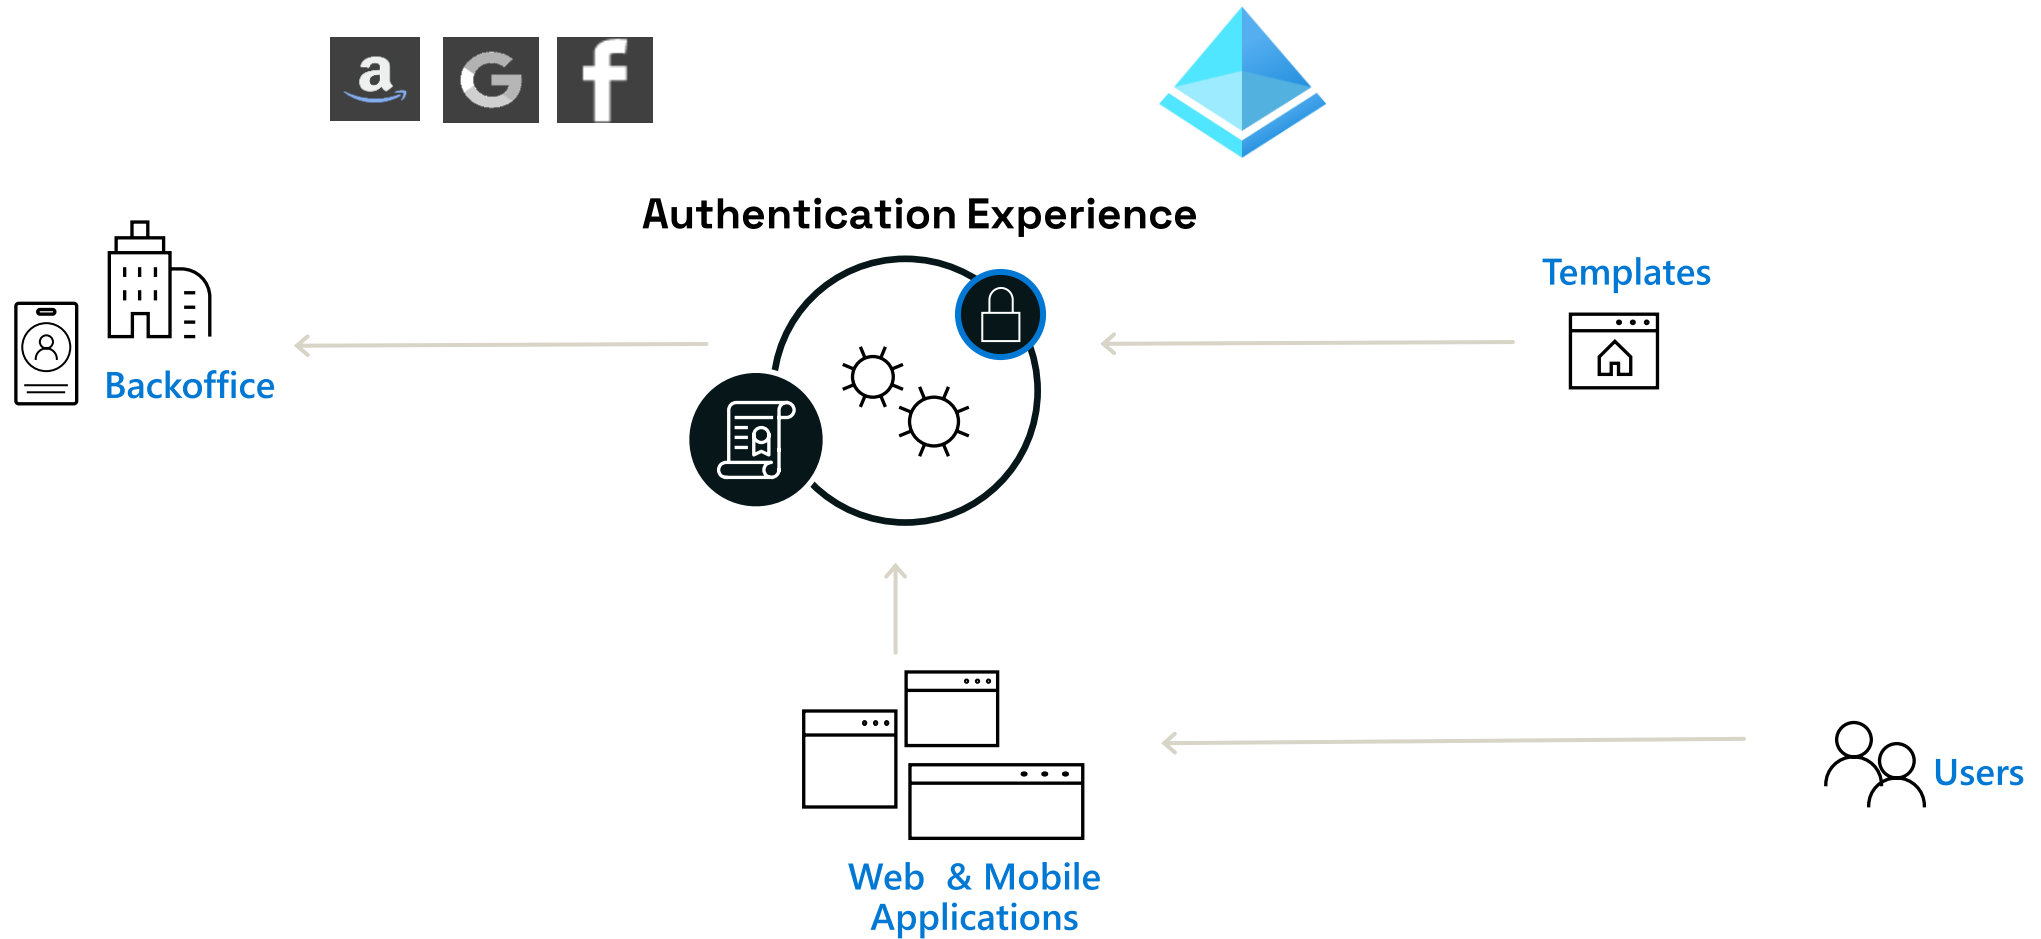 a G f
Authentication Experience
Templates
Backoffice
Users
Web & Mobile
Applications